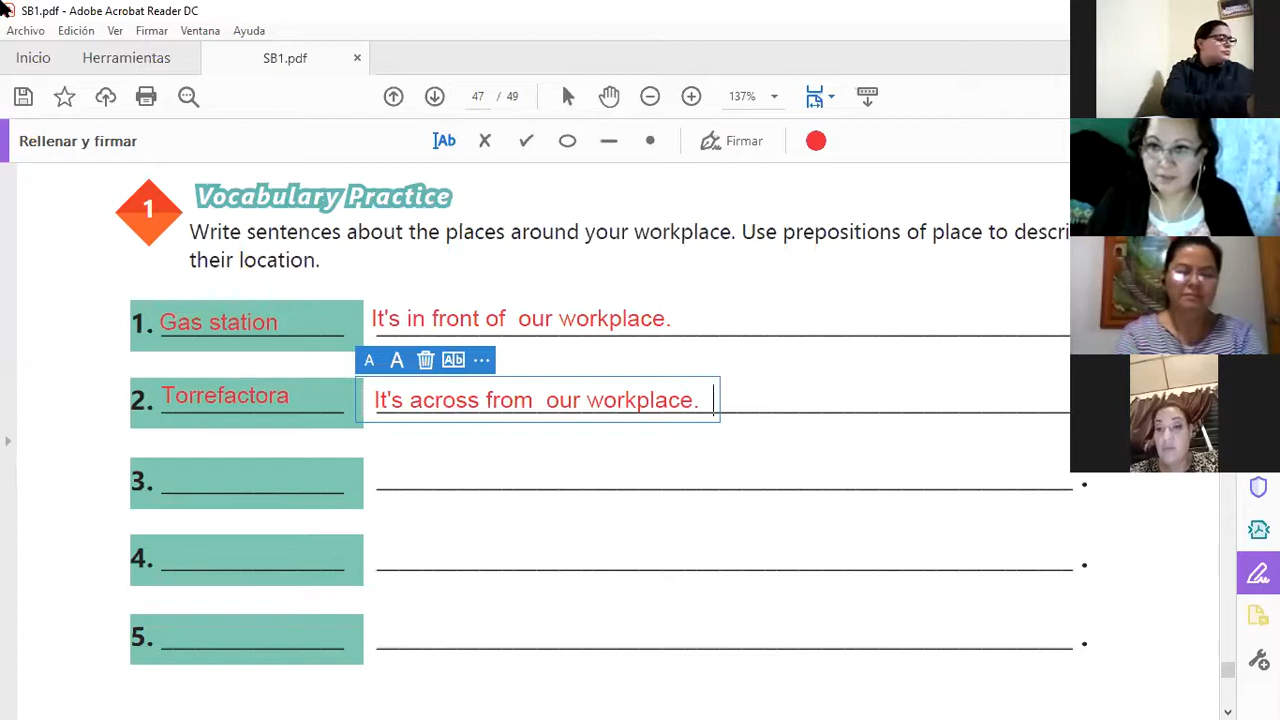 SB1.pdf - Adobe Acrobat Reader DC
Archivo Edición Ver Firmar Ventana Ayuda
Inicio Herramientas SB1.pdf ×
47 / 49 137%
Rellenar y firmar Ab Firmar
1 Vocabulary Practice
Write sentences about the places around your workplace. Use prepositions of place to descri
their location.
1. Gas station It's in front of our workplace.
A A Ab ...
2. Torrefactora It's across from our workplace.
3. .
4. .
5. .